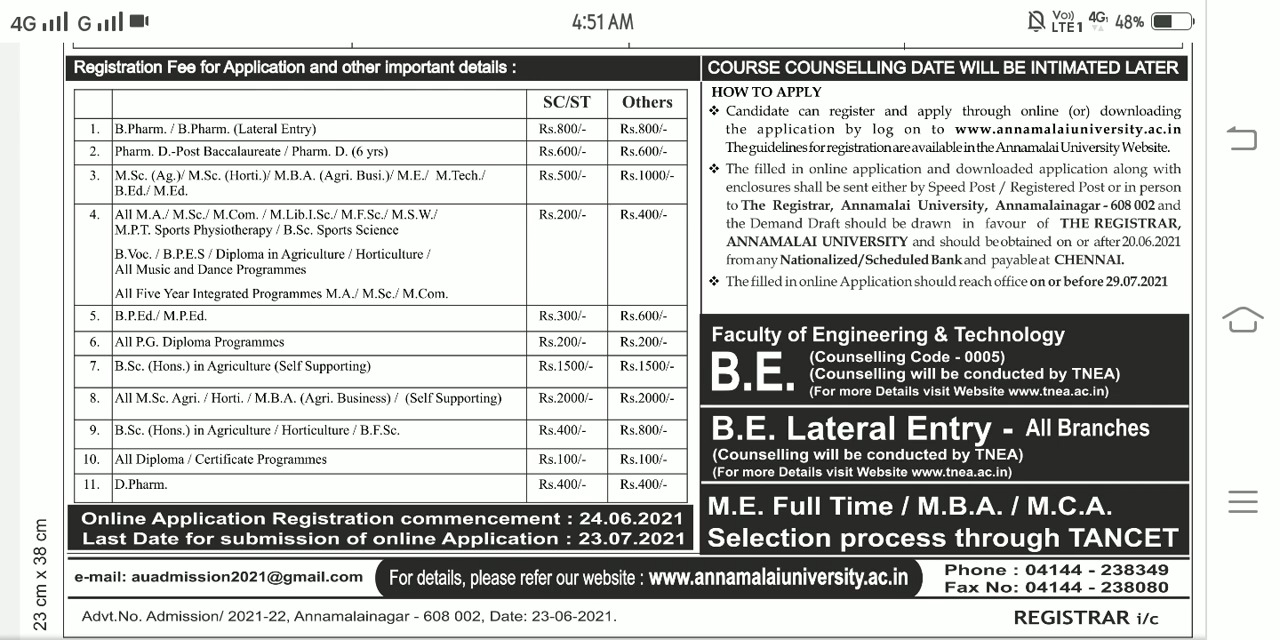 4G G 4:51 AM Vo) LTE1 4G 48%
Registration Fee for Application and other important details :
SC/ST Others
1. B.Pharm. / B.Pharm. (Lateral Entry) Rs.800/- Rs.800/-
2. Pharm. D.-Post Baccalaureate / Pharm. D. (6 yrs) Rs.600/- Rs.600/-
3. M.Sc. (Ag.)/ M.Sc. (Horti.)/ M.B.A. (Agri. Busi.)/ M.E./ M.Tech./ Rs.500/- Rs.1000/-
B.Ed./ M.Ed.
4. All M.A./ M.Sc./ M.Com. / M.Lib.I.Sc./ M.F.Sc./ M.S.W./ Rs.200/- Rs.400/-
M.P.T. Sports Physiotherapy / B.Sc. Sports Science
B.Voc. / B.P.E.S / Diploma in Agriculture / Horticulture /
All Music and Dance Programmes
All Five Year Integrated Programmes M.A./ M.Sc./ M.Com.
5. B.P.Ed./ M.P.Ed. Rs.300/- Rs.600/-
6. All P.G. Diploma Programmes Rs.200/- Rs.200/-
7. B.Sc. (Hons.) in Agriculture (Self Supporting) Rs.1500/- Rs.1500/-
8. All M.Sc. Agri. / Horti. / M.B.A. (Agri. Business) / (Self Supporting) Rs.2000/- Rs.2000/-
9. B.Sc. (Hons.) in Agriculture / Horticulture / B.F.Sc. Rs.400/- Rs.800/-
10. All Diploma / Certificate Programmes Rs.100/- Rs.100/-
11. D.Pharm. Rs.400/- Rs.400/-
Online Application Registration commencement : 24.06.2021
Last Date for submission of online Application : 23.07.2021
COURSE COUNSELLING DATE WILL BE INTIMATED LATER
HOW TO APPLY
❖ Candidate can register and apply through online (or) downloading
the application by log on to www.annamalaiuniversity.ac.in
The guidelines for registration are available in the Annamalai University Website.
❖ The filled in online application and downloaded application along with
enclosures shall be sent either by Speed Post / Registered Post or in person
to The Registrar, Annamalai University, Annamalainagar - 608 002 and
the Demand Draft should be drawn in favour of THE REGISTRAR,
ANNAMALAI UNIVERSITY and should be obtained on or after 20.06.2021
from any Nationalized/Scheduled Bank and payable at CHENNAI.
❖ The filled in online Application should reach office on or before 29.07.2021
Faculty of Engineering & Technology
B.E. (Counselling Code - 0005)
(Counselling will be conducted by TNEA)
(For more Details visit Website www.tnea.ac.in)
B.E. Lateral Entry - All Branches
(Counselling will be conducted by TNEA)
(For more Details visit Website www.tnea.ac.in)
M.E. Full Time / M.B.A. / M.C.A.
Selection process through TANCET
23 cm x 38 cm
e-mail: auadmission2021@gmail.com
For details, please refer our website : www.annamalaiuniversity.ac.in
Phone : 04144 - 238349
Fax No: 04144 - 238080
Advt.No. Admission/ 2021-22, Annamalainagar - 608 002, Date: 23-06-2021.
REGISTRAR i/c